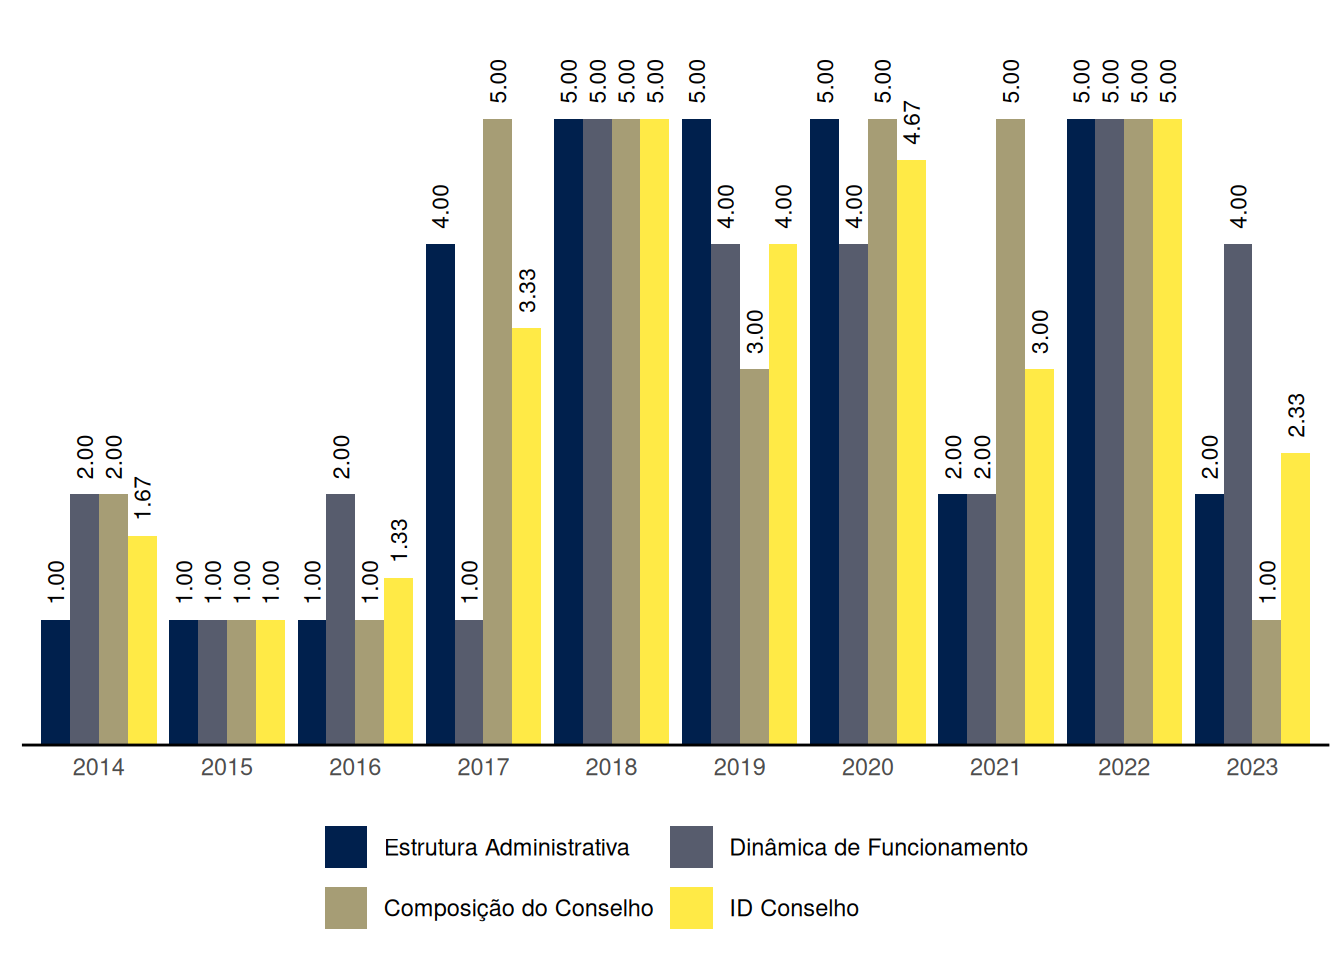 1.00 2.00 2.00 1.67 1.00 1.00 1.00 1.00 1.00 2.00 1.00 1.33 4.00 1.00 5.00 3.33 5.00 5.00 5.00 5.00 5.00 4.00 3.00 4.00 5.00 4.00 5.00 4.67 2.00 2.00 5.00 3.00 5.00 5.00 5.00 5.00 2.00 4.00 1.00 2.33
2014 2015 2016 2017 2018 2019 2020 2021 2022 2023
Estrutura Administrativa Dinâmica de Funcionamento
Composição do Conselho ID Conselho